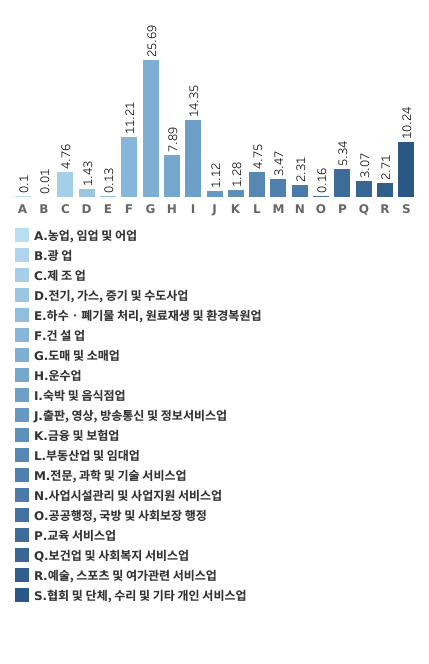 0.1
0.01
4.76
1.43
0.13
11.21
25.69
7.89
14.35
1.12
1.28
4.75
3.47
2.31
0.16
5.34
3.07
2.71
10.24
A B C D E F G H I J K L M N O P Q R S
A.농업, 임업 및 어업
B.광 업
C.제 조 업
D.전기, 가스, 증기 및 수도사업
E.하수 · 폐기물 처리, 원료재생 및 환경복원업
F.건 설 업
G.도매 및 소매업
H.운수업
I.숙박 및 음식점업
J.출판, 영상, 방송통신 및 정보서비스업
K.금융 및 보험업
L.부동산업 및 임대업
M.전문, 과학 및 기술 서비스업
N.사업시설관리 및 사업지원 서비스업
O.공공행정, 국방 및 사회보장 행정
P.교육 서비스업
Q.보건업 및 사회복지 서비스업
R.예술, 스포츠 및 여가관련 서비스업
S.협회 및 단체, 수리 및 기타 개인 서비스업